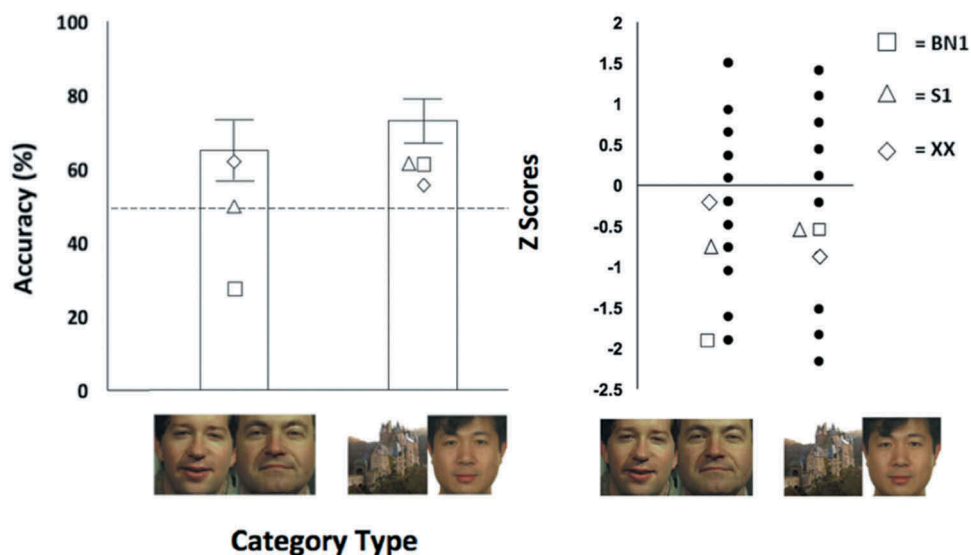 Accuracy (%)
100
80
60
40
20
0
Category Type
Z Scores
2
1.5
1
0.5
0
-0.5
-1
-1.5
-2
-2.5
= BN1
= S1
= XX